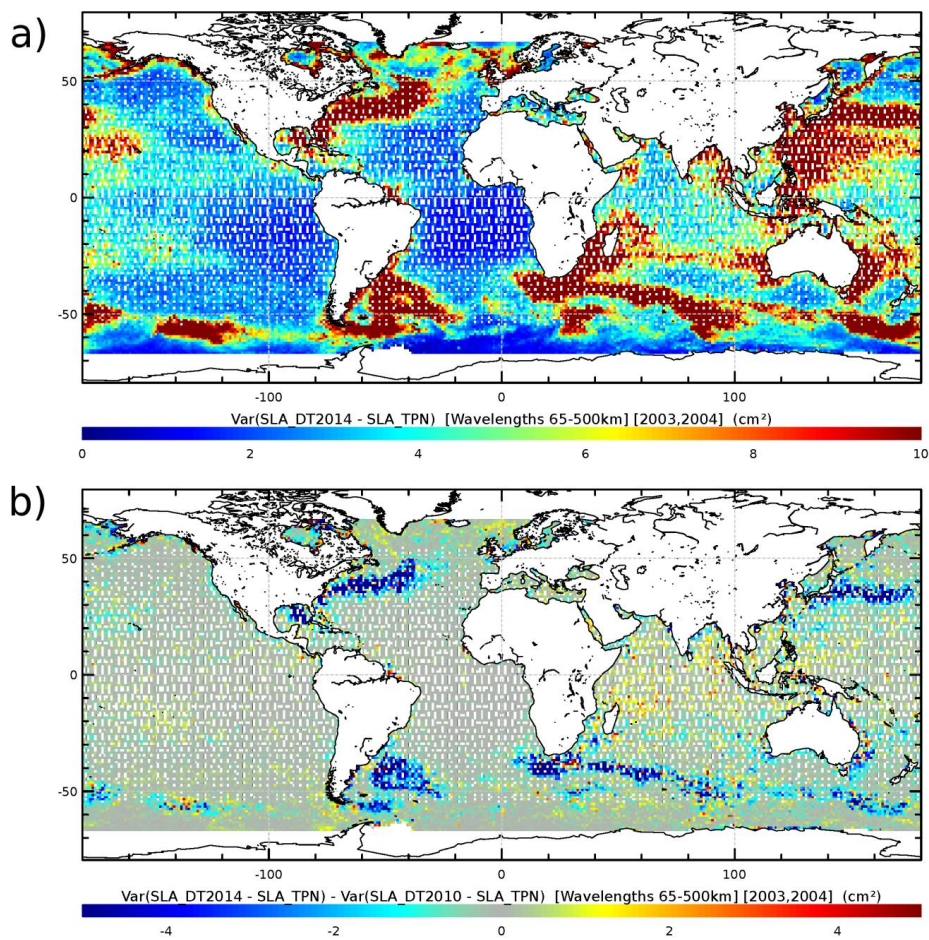 a)
50
0
-50
-100 0 100
Var(SLA_DT2014 - SLA_TPN) [Wavelengths 65-500km] [2003,2004] (cm²)
0 2 4 6 8 10
b)
50
0
-50
-100 0 100
Var(SLA_DT2014 - SLA_TPN) - Var(SLA_DT2010 - SLA_TPN) [Wavelengths 65-500km] [2003,2004] (cm²)
-4 -2 0 2 4